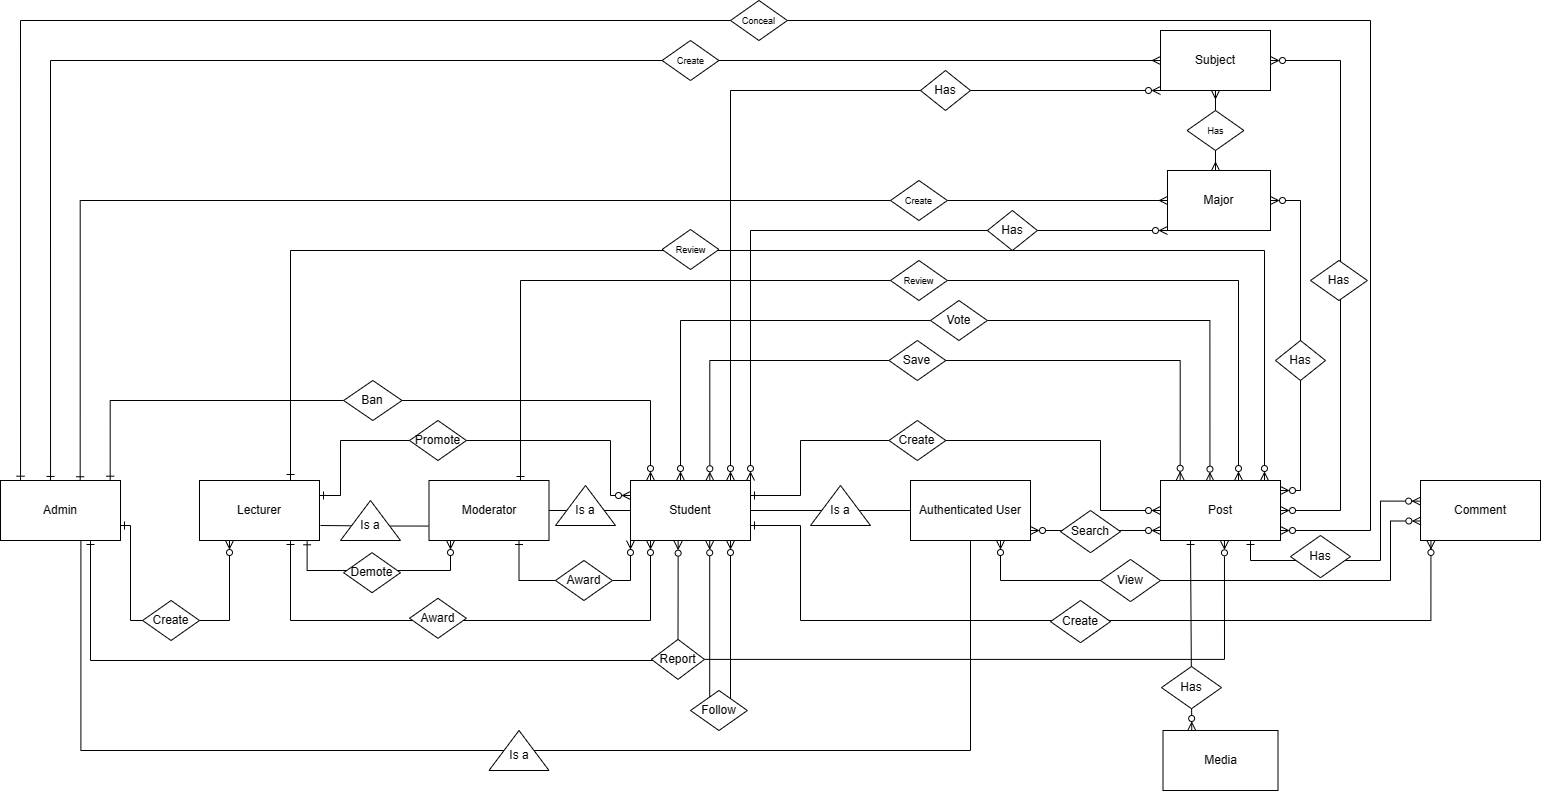 Conceal
Create
Subject
Has
Has
Create
Major
Has
Review
Review
Has
Vote
Save
Has
Ban
Promote
Create
Admin
Lecturer
Is a
Moderator
Is a
Student
Is a
Authenticated User
Search
Post
Comment
Has
Demote
Award
View
Create
Award
Create
Report
Has
Follow
Is a
Media